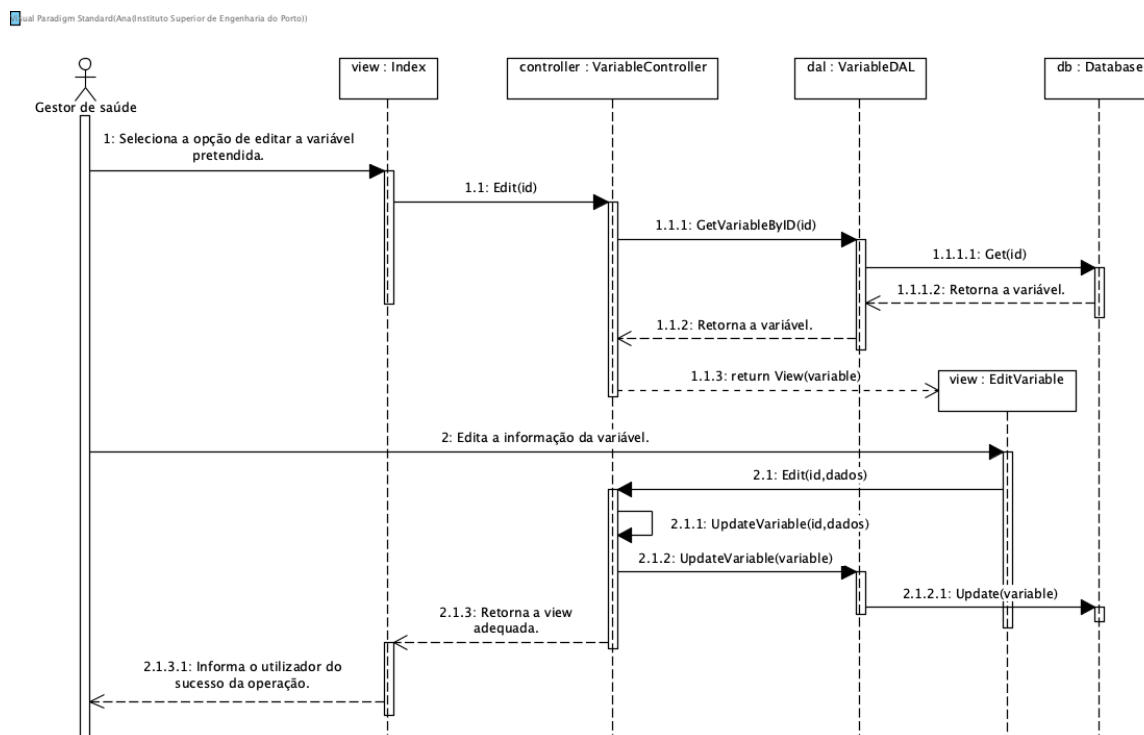 Visual Paradigm Standard(Ana(Instituto Superior de Engenharia do Porto))
view : Index
controller : VariableController
dal : VariableDAL
db : Database
Gestor de saúde
1: Seleciona a opção de editar a variável
pretendida.
1.1: Edit(id)
1.1.1: GetVariableByID(id)
1.1.1.1: Get(id)
1.1.1.2: Retorna a variável.
1.1.2: Retorna a variável.
1.1.3: return View(variable)
view : EditVariable
2: Edita a informação da variável.
2.1: Edit(id,dados)
2.1.1: UpdateVariable(id,dados)
2.1.2: UpdateVariable(variable)
2.1.2.1: Update(variable)
2.1.3: Retorna a view
adequada.
2.1.3.1: Informa o utilizador do
sucesso da operação.